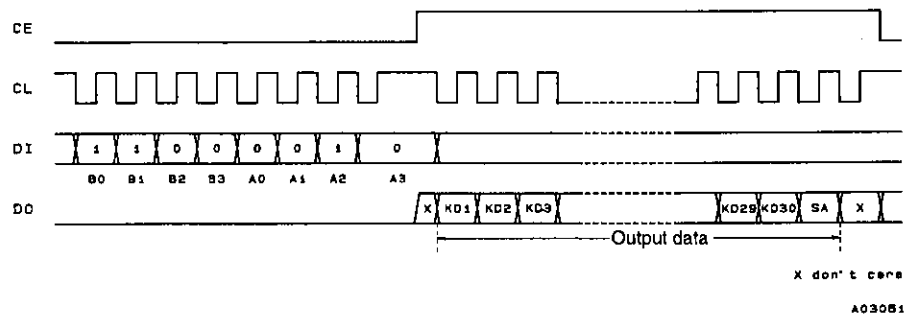 CE
CL
DI 1 1 0 0 0 0 1 0
B0 B1 B2 B3 A0 A1 A2 A3
DO X KD1 KD2 KD3 KD29 KD30 SA X
Output data
X don't care
A03051